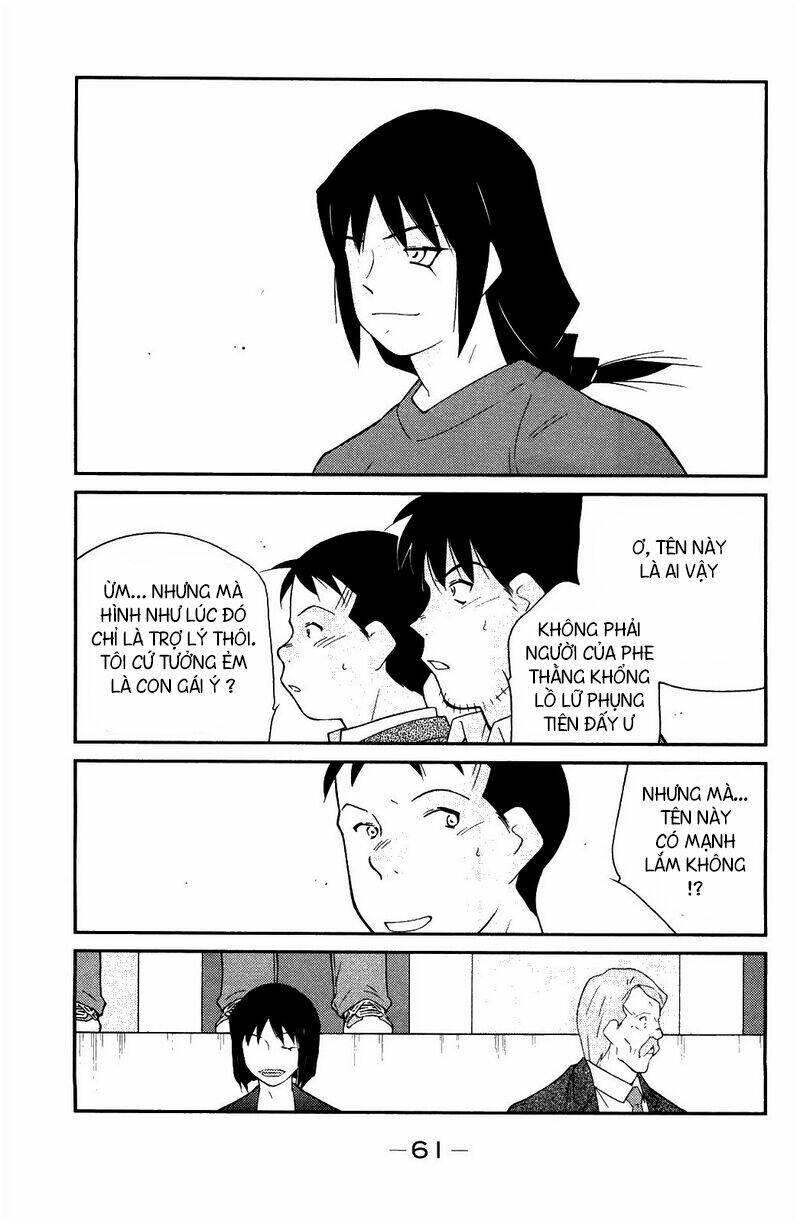 Ơ, TÊN NÀY
LÀ AI VẬY
KHÔNG PHẢI
NGƯỜI CỦA PHE
THẰNG KHỔNG
LỒ LỮ PHỤNG
TIÊN ĐẤY Ư
ỪM... NHƯNG MÀ
HÌNH NHƯ LÚC ĐÓ
CHỈ LÀ TRỢ LÝ THÔI.
TÔI CỨ TƯỞNG ẺM
LÀ CON GÁI Ý ?
NHƯNG MÀ...
TÊN NÀY
CÓ MẠNH
LẮM KHÔNG
!?
—61—